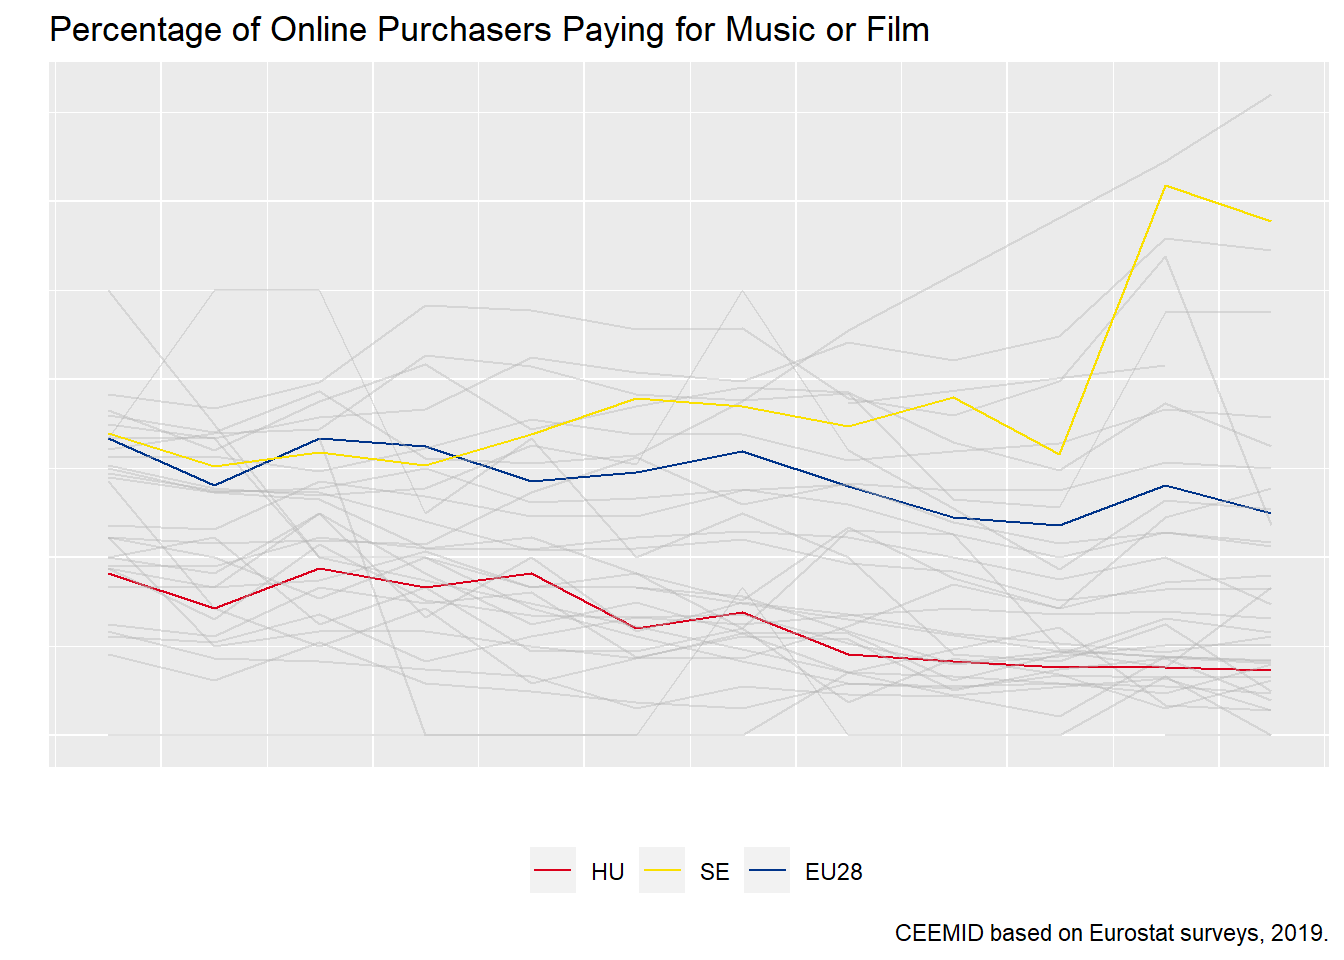 Percentage of Online Purchasers Paying for Music or Film
HU SE EU28
CEEMID based on Eurostat surveys, 2019.